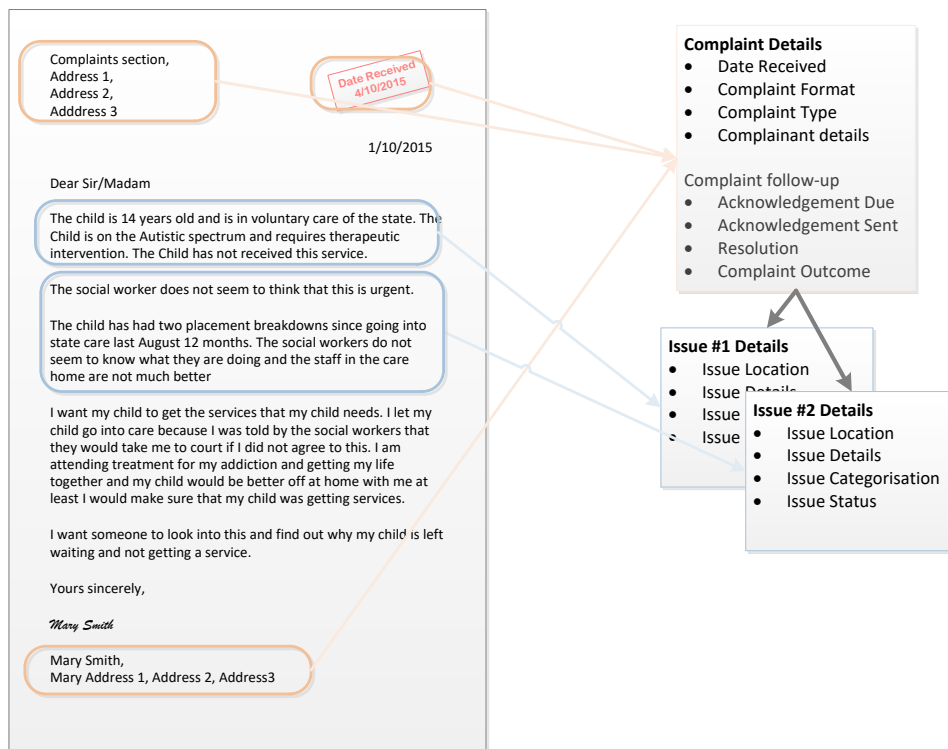 Complaints section,
Address 1,
Address 2,
Adddress 3
Date Received
4/10/2015
1/10/2015
Dear Sir/Madam
The child is 14 years old and is in voluntary care of the state. The
Child is on the Autistic spectrum and requires therapeutic
intervention. The Child has not received this service.
The social worker does not seem to think that this is urgent.
The child has had two placement breakdowns since going into
state care last August 12 months. The social workers do not
seem to know what they are doing and the staff in the care
home are not much better
I want my child to get the services that my child needs. I let my
child go into care because I was told by the social workers that
they would take me to court if I did not agree to this. I am
attending treatment for my addiction and getting my life
together and my child would be better off at home with me at
least I would make sure that my child was getting services.
I want someone to look into this and find out why my child is left
waiting and not getting a service.
Yours sincerely,
Mary Smith
Mary Smith,
Mary Address 1, Address 2, Address3
Complaint Details
• Date Received
• Complaint Format
• Complaint Type
• Complainant details
Complaint follow-up
• Acknowledgement Due
• Acknowledgement Sent
• Resolution
• Complaint Outcome
Issue #1 Details
• Issue Location
• Issue Details
• Issue
• Issue
Issue #2 Details
• Issue Location
• Issue Details
• Issue Categorisation
• Issue Status